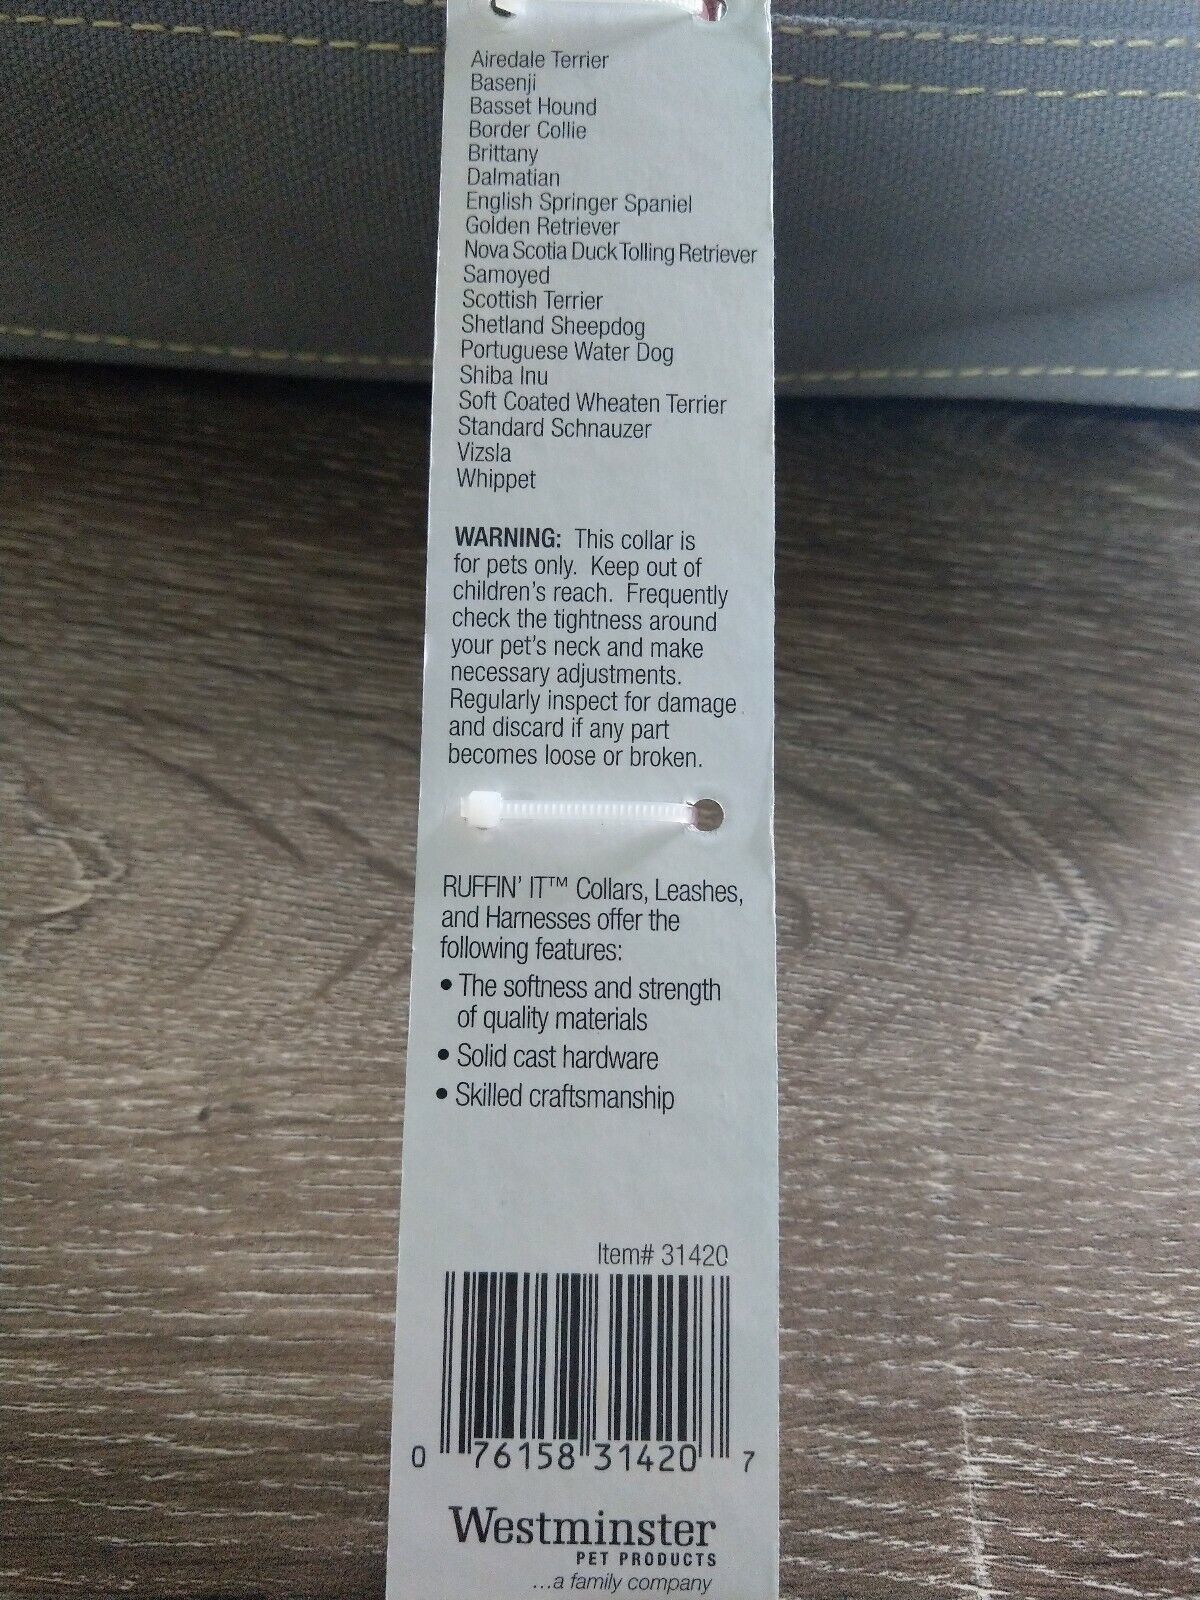 Airedale Terrier
Basenji
Basset Hound
Border Collie
Brittany
Dalmatian
English Springer Spaniel
Golden Retriever
Nova Scotia Duck Tolling Retriever
Samoyed
Scottish Terrier
Shetland Sheepdog
Portuguese Water Dog
Shiba Inu
Soft Coated Wheaten Terrier
Standard Schnauzer
Vizsla
Whippet
WARNING: This collar is
for pets only. Keep out of
children's reach. Frequently
check the tightness around
your pet's neck and make
necessary adjustments.
Regularly inspect for damage
and discard if any part
becomes loose or broken.
RUFFIN' IT™ Collars, Leashes,
and Harnesses offer the
following features:
• The softness and strength
of quality materials
• Solid cast hardware
• Skilled craftsmanship
Item# 31420
0 76158 31420 7
Westminster
PET PRODUCTS
...a family company